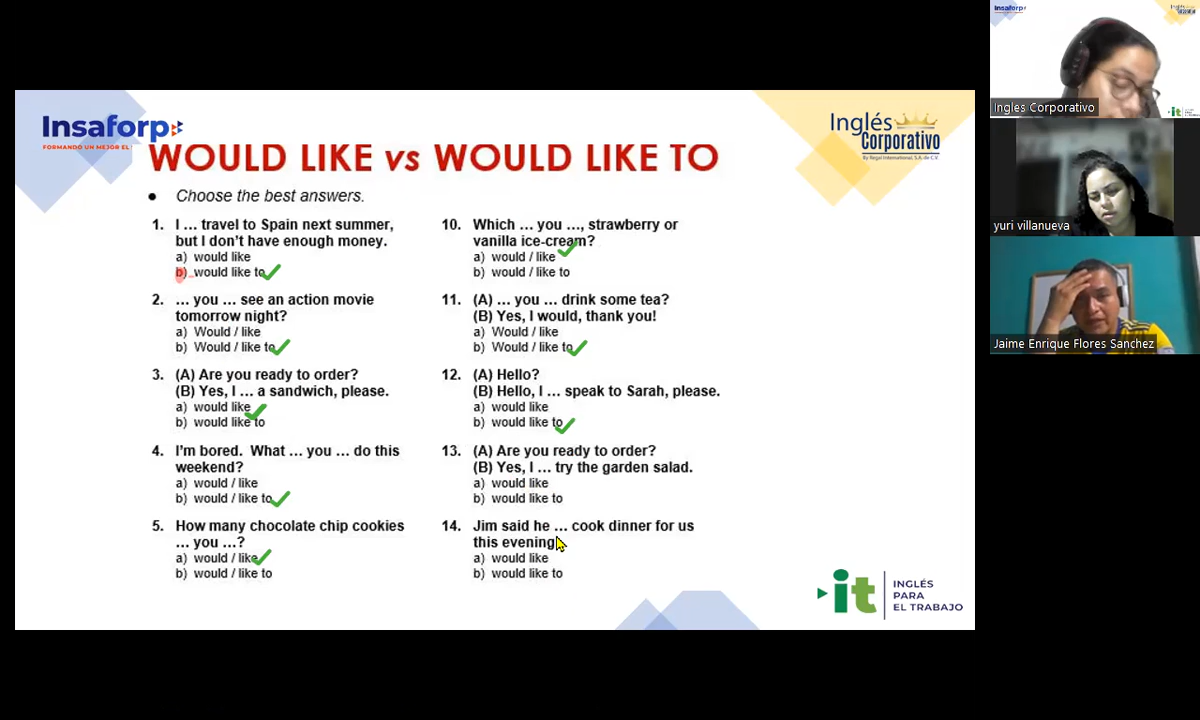 Insaforp
FORMANDO UN MEJOR EL
Inglés
Corporativo
By Regal International, S.A. de C.V.
WOULD LIKE vs WOULD LIKE TO
• Choose the best answers.
1. I ... travel to Spain next summer,
but I don't have enough money.
a) would like
b) would like to
2. ... you ... see an action movie
tomorrow night?
a) Would / like
b) Would / like to
3. (A) Are you ready to order?
(B) Yes, I ... a sandwich, please.
a) would like
b) would like to
4. I'm bored. What ... you ... do this
weekend?
a) would / like
b) would / like to
5. How many chocolate chip cookies
... you ...?
a) would / like
b) would / like to
10. Which ... you ..., strawberry or
vanilla ice-cream?
a) would / like
b) would / like to
11. (A) ... you ... drink some tea?
(B) Yes, I would, thank you!
a) Would / like
b) Would / like to
12. (A) Hello?
(B) Hello, I ... speak to Sarah, please.
a) would like
b) would like to
13. (A) Are you ready to order?
(B) Yes, I ... try the garden salad.
a) would like
b) would like to
14. Jim said he ... cook dinner for us
this evening
a) would like
b) would like to
it
INGLÉS
PARA
EL TRABAJO
Insaforp
Ingles Corporativo
it
yuri villanueva
Jaime Enrique Flores Sanchez